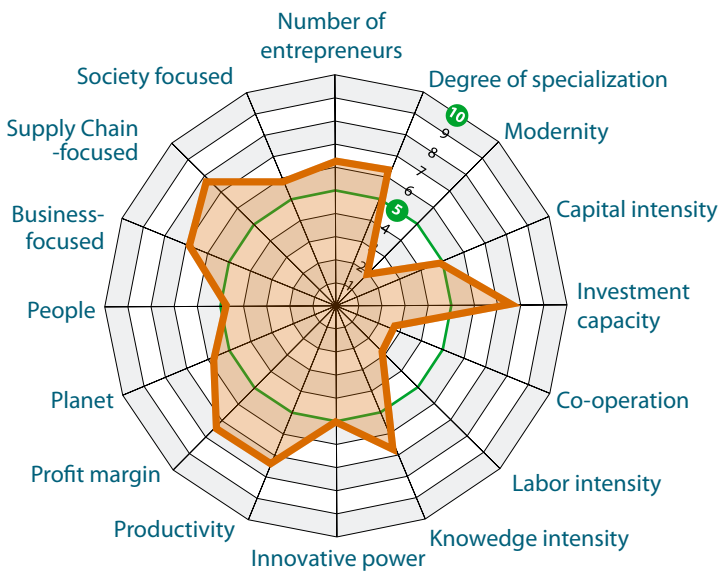 Number of
entrepreneurs
Society focused
Degree of specialization
10
9
Modernity
Supply Chain
-focused
8
7
6
Capital intensity
5
Business-
focused
4
2
1
Investment
capacity
People
Planet
Co-operation
Profit margin
Labor intensity
Productivity
Knowedge intensity
Innovative power